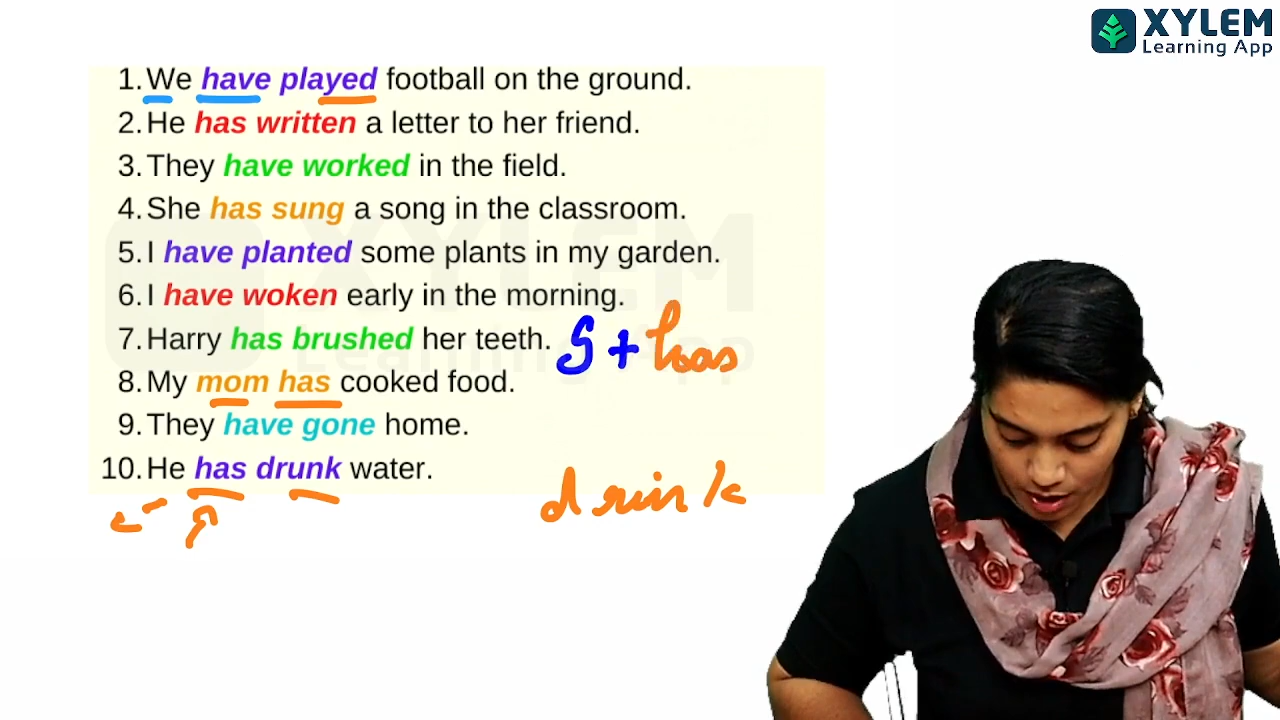 XYLEM
Learning App
1. We have played football on the ground.
2. He has written a letter to her friend.
3. They have worked in the field.
4. She has sung a song in the classroom.
5. I have planted some plants in my garden.
6. I have woken early in the morning.
7. Harry has brushed her teeth.
S + has
8. My mom has cooked food.
9. They have gone home.
10. He has drunk water.
drink
XYLEM
Learning App